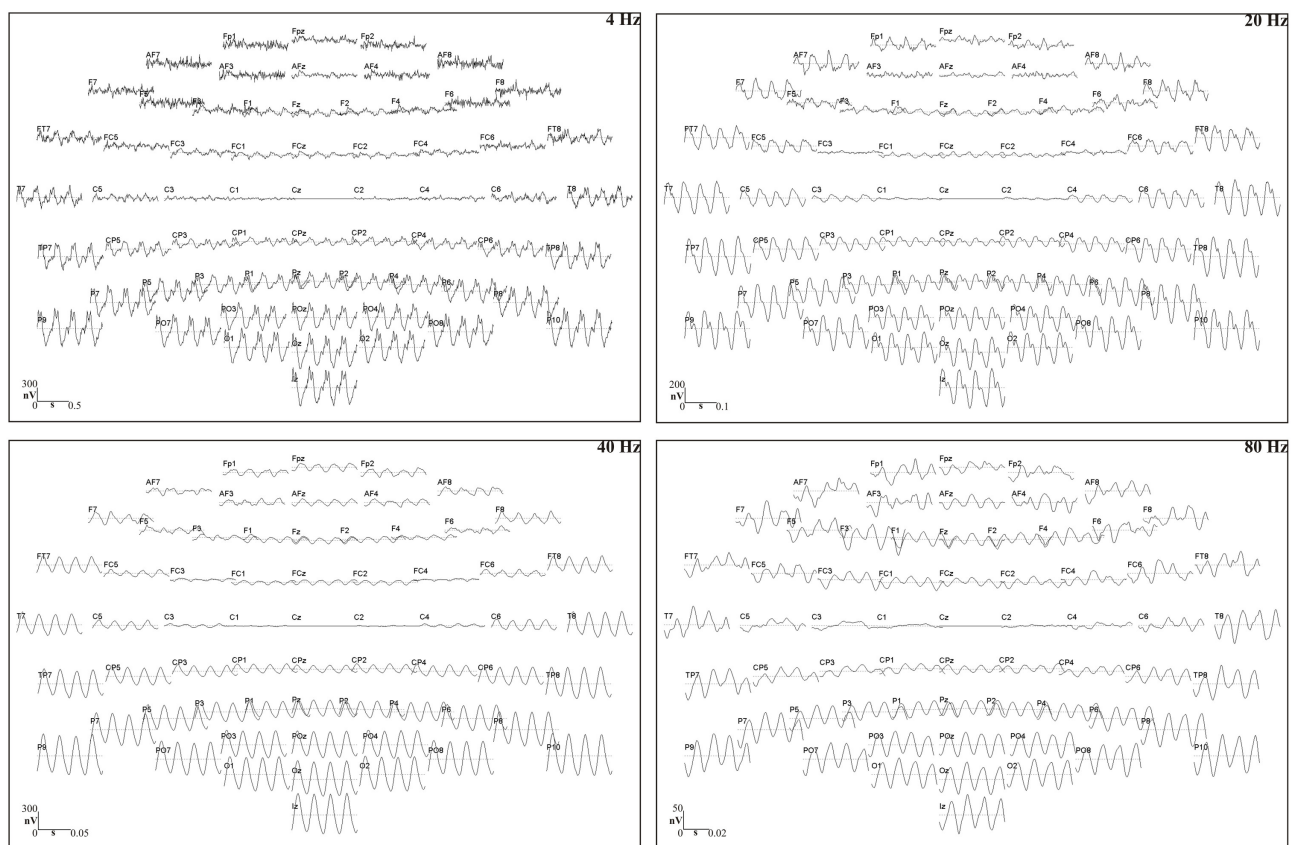 4 Hz
Fp1 Fpz Fp2
AF7 AF3 AFz AF4 AF8
F7 F5 F3 F1 Fz F2 F4 F6 F8
FT7 FC5 FC3 FC1 FCz FC2 FC4 FC6 FT8
T7 C5 C3 C1 Cz C2 C4 C6 T8
TP7 CP5 CP3 CP1 CPz CP2 CP4 CP6 TP8
P7 P5 P3 P1 Pz P2 P4 P6 P8
P9 PO7 PO3 POz PO4 PO8 P10
O1 Oz O2
Iz
300
nV
0 s 0.5
20 Hz
Fp1 Fpz Fp2
AF7 AF3 AFz AF4 AF8
F7 F5 F3 F1 Fz F2 F4 F6 F8
FT7 FC5 FC3 FC1 FCz FC2 FC4 FC6 FT8
T7 C5 C3 C1 Cz C2 C4 C6 T8
TP7 CP5 CP3 CP1 CPz CP2 CP4 CP6 TP8
P7 P5 P3 P1 Pz P2 P4 P6 P8
P9 PO7 PO3 POz PO4 PO8 P10
O1 Oz O2
Iz
200
nV
0 s 0.1
40 Hz
Fp1 Fpz Fp2
AF7 AF3 AFz AF4 AF8
F7 F5 F3 F1 Fz F2 F4 F6 F8
FT7 FC5 FC3 FC1 FCz FC2 FC4 FC6 FT8
T7 C5 C3 C1 Cz C2 C4 C6 T8
TP7 CP5 CP3 CP1 CPz CP2 CP4 CP6 TP8
P7 P5 P3 P1 Pz P2 P4 P6 P8
P9 PO7 PO3 POz PO4 PO8 P10
O1 Oz O2
Iz
300
nV
0 s 0.05
80 Hz
Fp1 Fpz Fp2
AF7 AF3 AFz AF4 AF8
F7 F5 F3 F1 Fz F2 F4 F6 F8
FT7 FC5 FC3 FC1 FCz FC2 FC4 FC6 FT8
T7 C5 C3 C1 Cz C2 C4 C6 T8
TP7 CP5 CP3 CP1 CPz CP2 CP4 CP6 TP8
P7 P5 P3 P1 Pz P2 P4 P6 P8
P9 PO7 PO3 POz PO4 PO8 P10
O1 Oz O2
Iz
50
nV
0 s 0.02